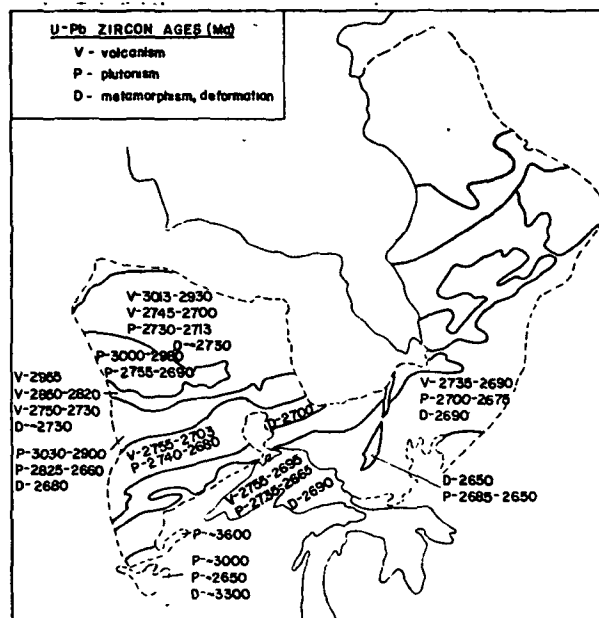 U-Pb ZIRCON AGES (Ma)
V - volcanism
P - plutonism
D - metamorphism, deformation
V-3013-2930
V-2745-2700
P-2730-2713
D-~2730
P-3000-2980
P-2755-2690
V-2985
V-2850-2820
V-2750-2730
D-~2730
P-3030-2900
P-2825-2660
D-2680
V-2755-2703
P-2740-2680
D-2700
V-2735-2690
P-2700-2675
D-2690
V-2755-2695
P-2735-2665
D-2690
D-2650
P-2685-2650
P-~3600
P-~3000
P-~2650
D-~3300